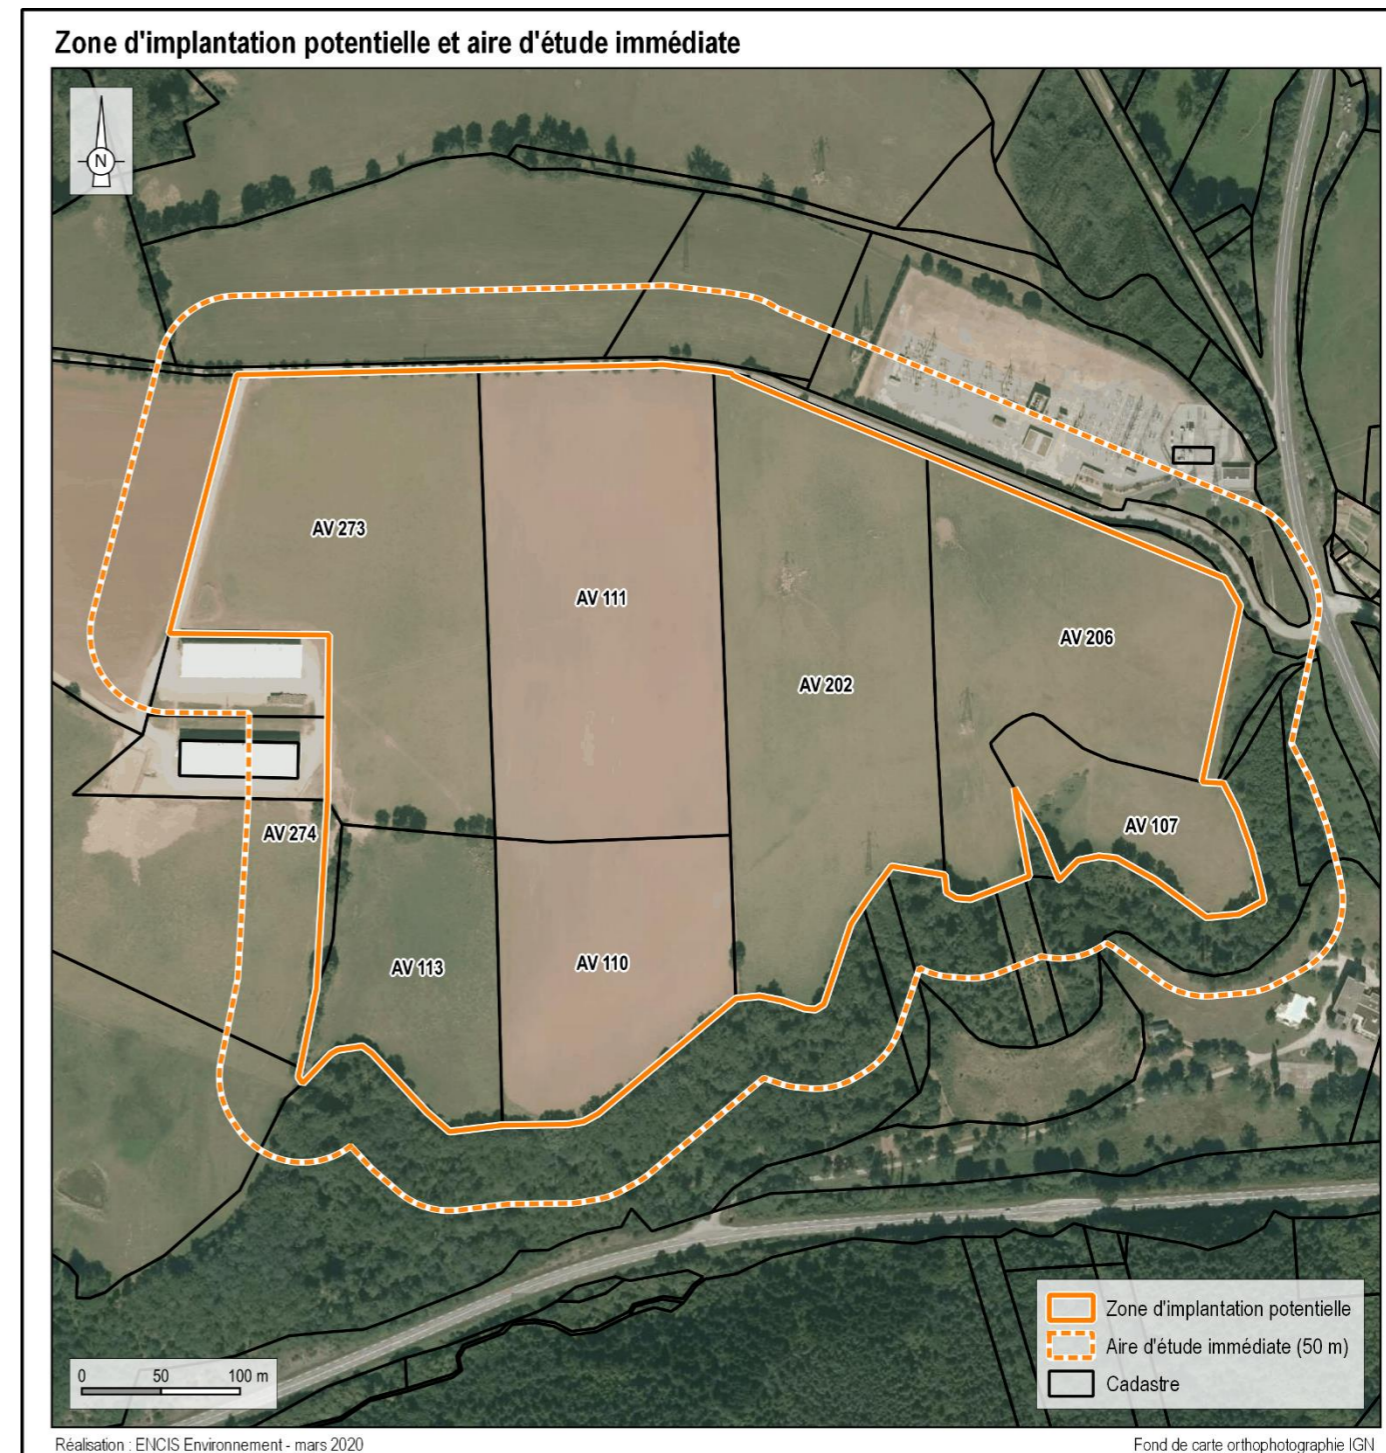 Zone d'implantation potentielle et aire d'étude immédiate
N
AV 273
AV 111
AV 206
AV 202
AV 107
AV 274
AV 113
AV 110
Zone d'implantation potentielle
Aire d'étude immédiate (50 m)
Cadastre
0 50 100 m
Réalisation : ENCIS Environnement - mars 2020
Fond de carte orthophotographie IGN